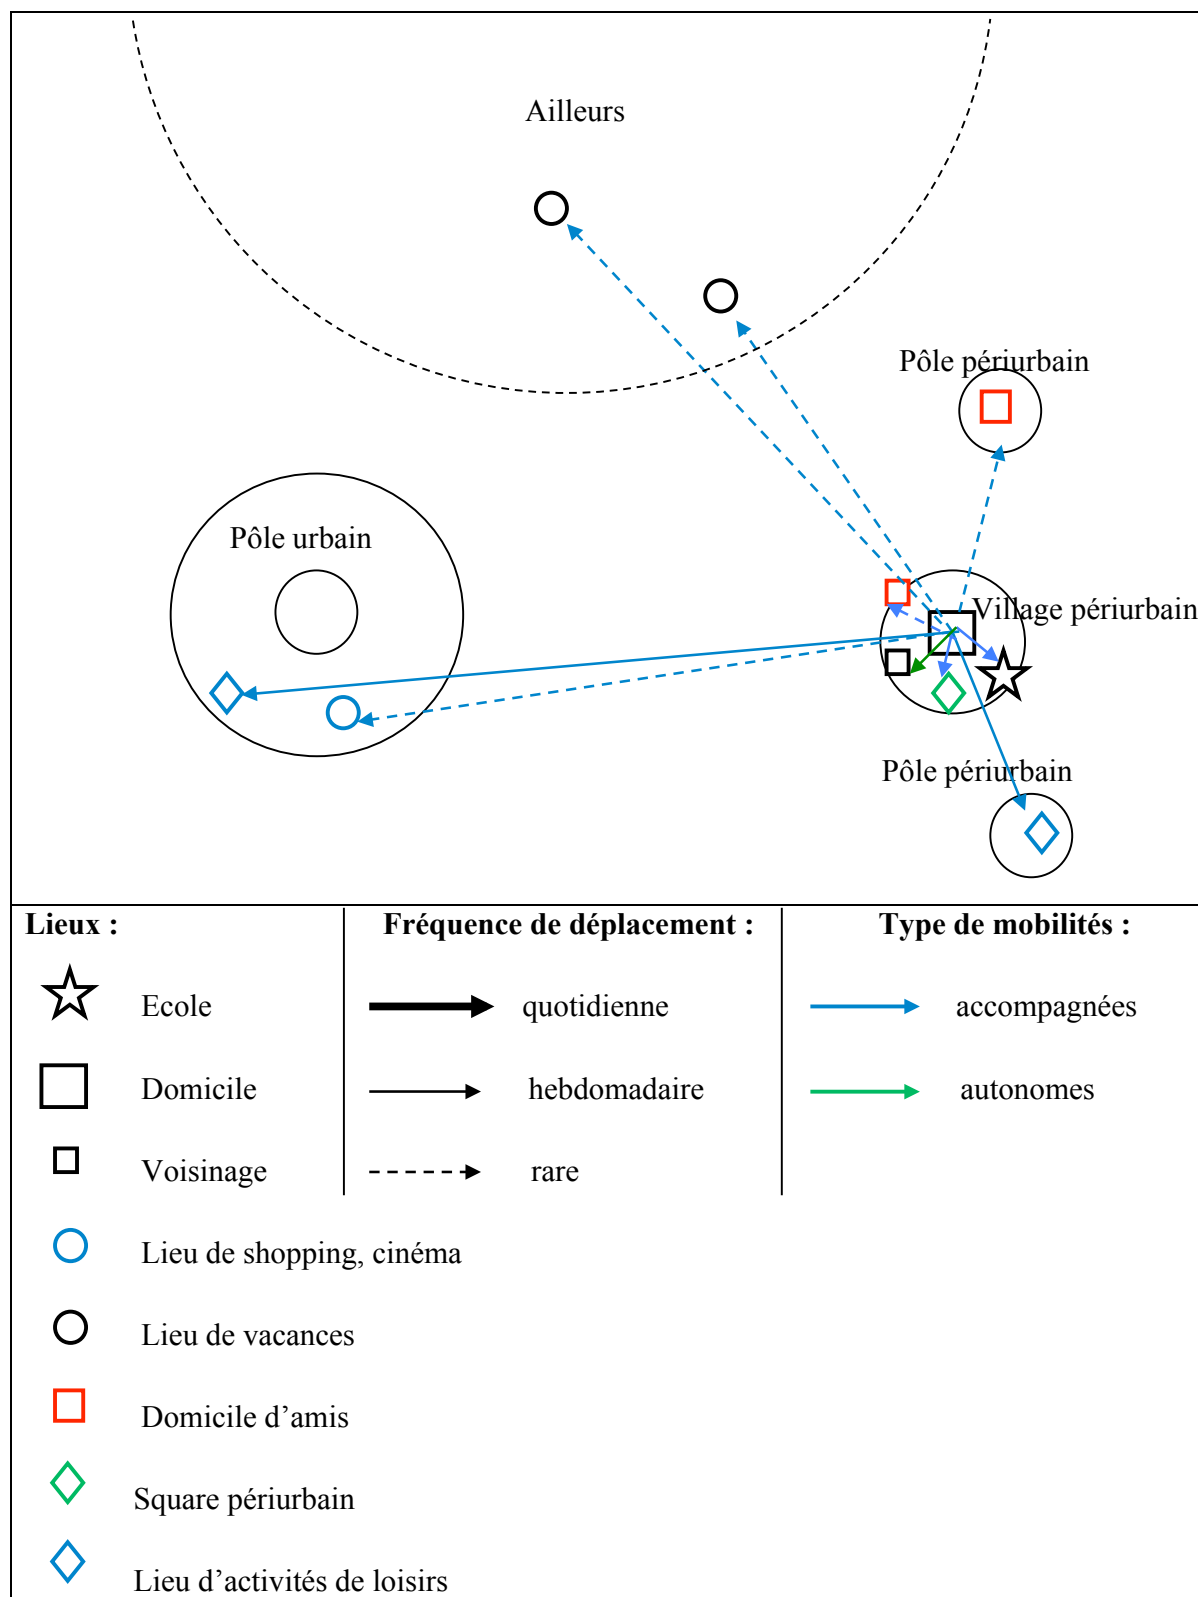 Ailleurs
Pôle périurbain
Pôle urbain
Village périurbain
Pôle périurbain
Lieux :
Fréquence de déplacement :
Type de mobilités :
Ecole
quotidienne
accompagnées
Domicile
hebdomadaire
autonomes
Voisinage
rare
Lieu de shopping, cinéma
Lieu de vacances
Domicile d’amis
Square périurbain
Lieu d’activités de loisirs